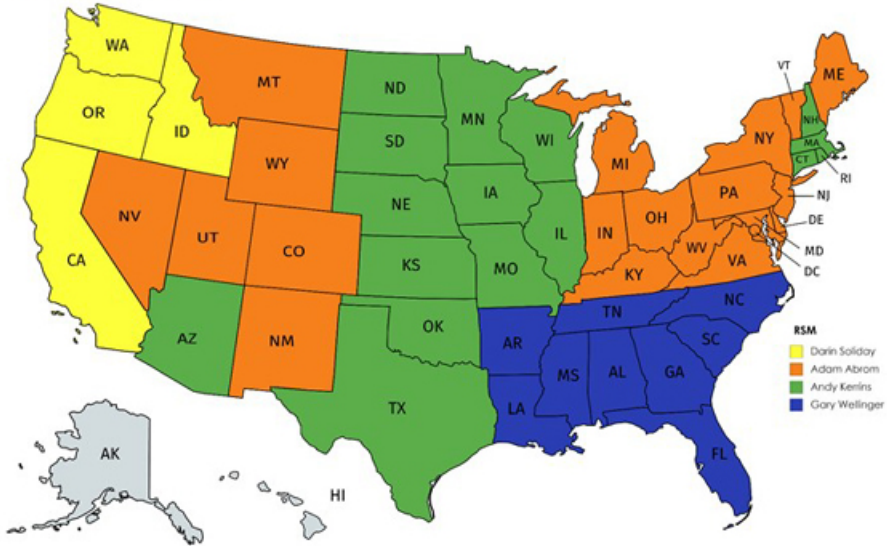 WA
MT
ND
MN
VT
ME
OR
ID
SD
WI
NH
NY
MA
MI
CT
RI
WY
IA
PA
NJ
NE
NV
IL
IN
OH
DE
UT
CO
WV
MD
CA
KS
MO
KY
VA
DC
NC
TN
OK
AZ
NM
AR
SC
RSM
Darin Soliday
Adam Abrom
Andy Kerrins
Gary Wellinger
MS
AL
GA
TX
LA
FL
AK
HI